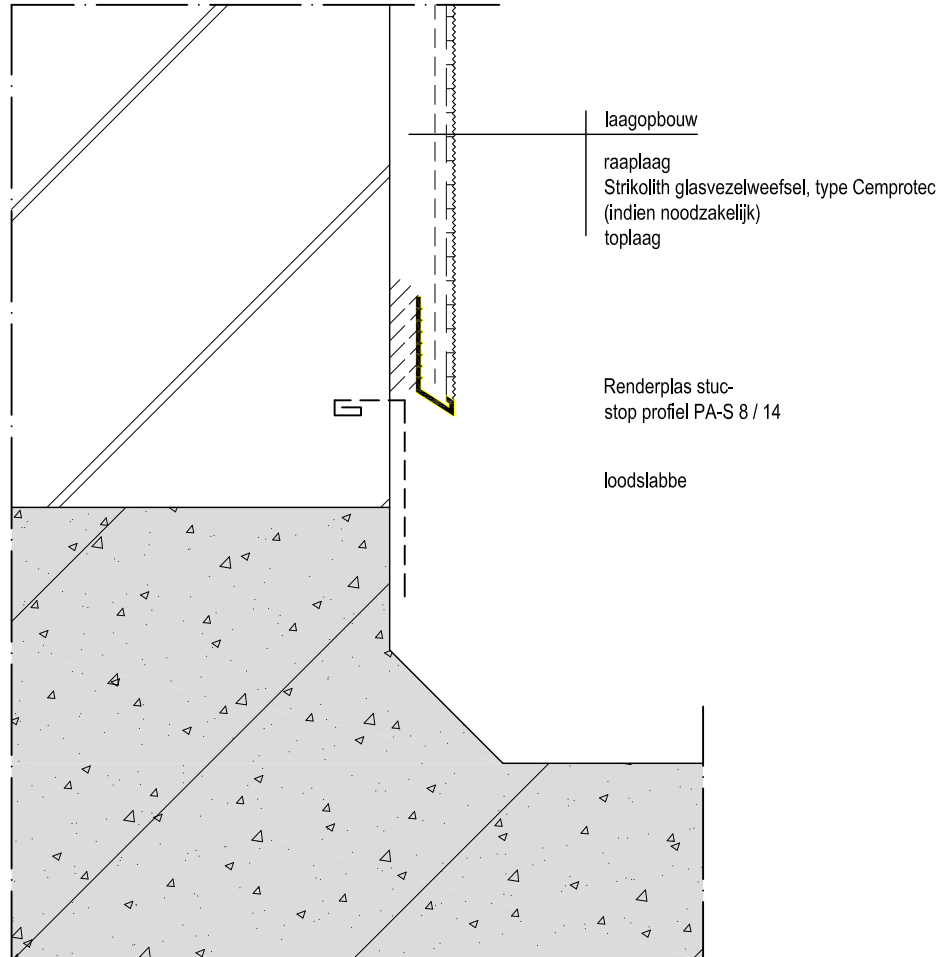 laagopbouw
raaplaag
Strikolith glasvezelweefsel, type Cemprotec
(indien noodzakelijk)
toplaag
Renderplas stuc-
stop profiel PA-S 8 / 14
loodslabbe